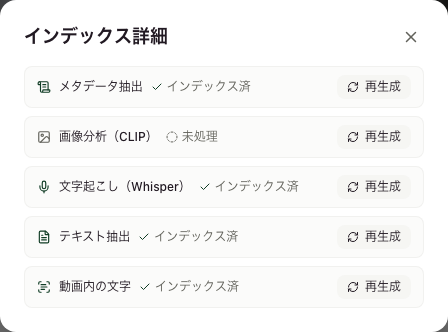 インデックス詳細
メタデータ抽出 インデックス済 再生成
画像分析（CLIP） 未処理 再生成
文字起こし（Whisper） インデックス済 再生成
テキスト抽出 インデックス済 再生成
動画内の文字 インデックス済 再生成